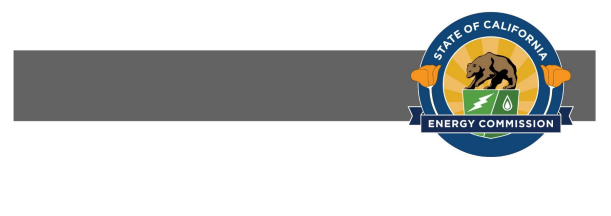 STATE OF CALIFORNIA
ENERGY COMMISSION